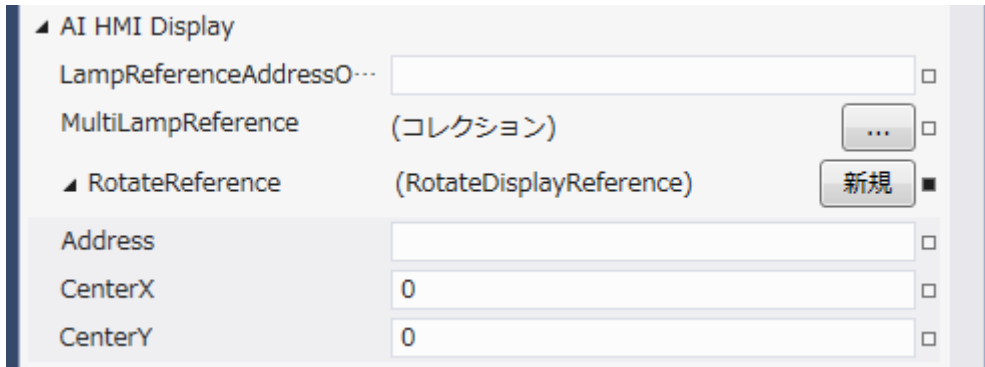 AI HMI Display
LampReferenceAddressO…
MultiLampReference (コレクション) ...
RotateReference (RotateDisplayReference) 新規
Address
CenterX 0
CenterY 0